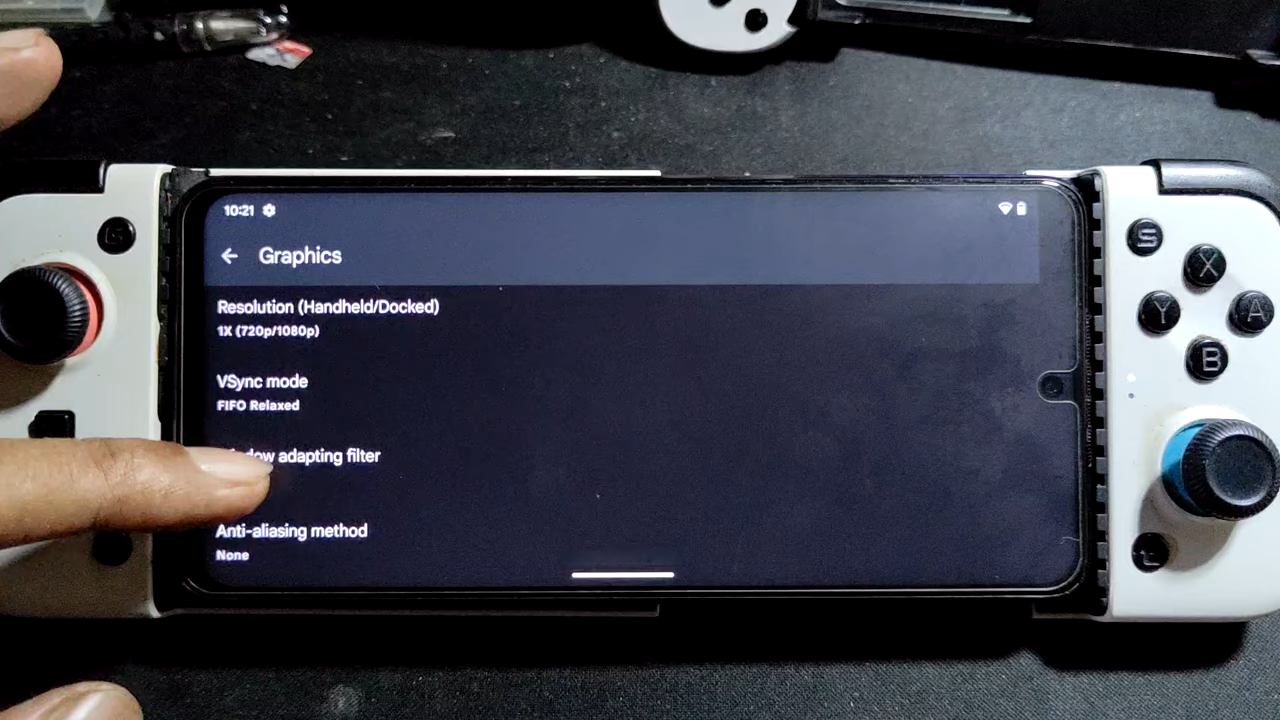 10:21
Graphics
Resolution (Handheld/Docked)
1X (720p/1080p)
VSync mode
FIFO Relaxed
adapting filter
Anti-aliasing method
None
S
X
Y
A
B